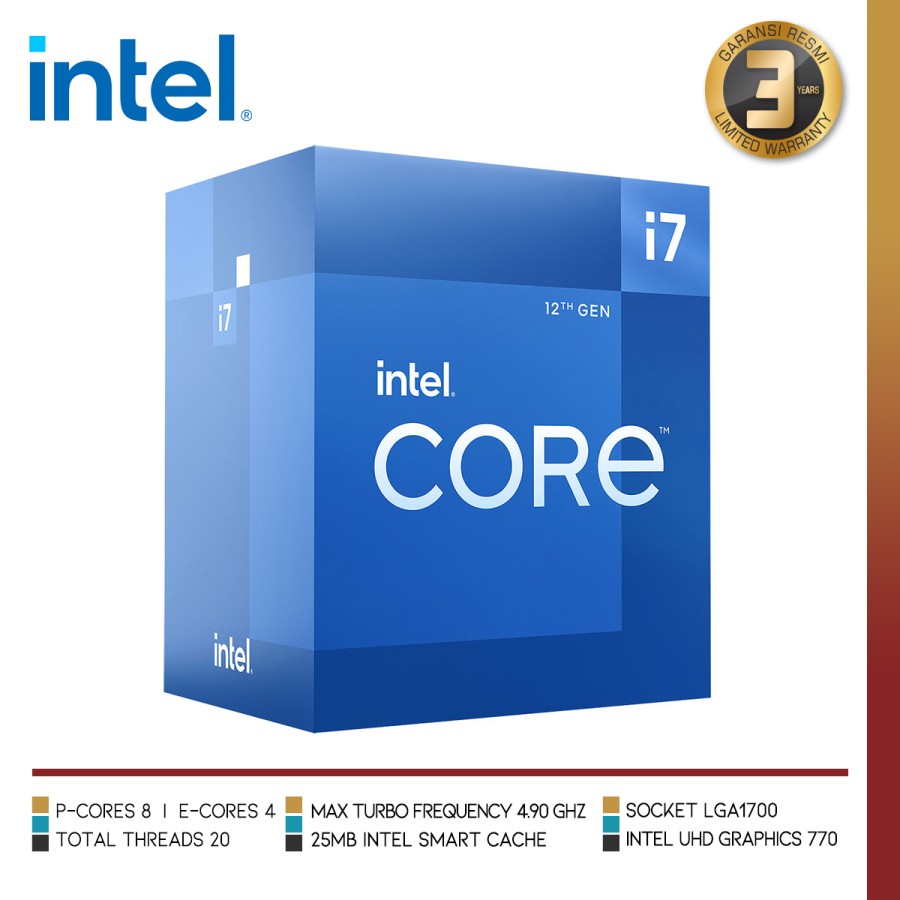 intel®
GARANSI RESMI
3 YEARS
LIMITED WARRANTY
i7
i7
12TH GEN
intel.
CORE™
intel.
P-CORES 8 | E-CORES 4
TOTAL THREADS 20
MAX TURBO FREQUENCY 4.90 GHZ
25MB INTEL SMART CACHE
SOCKET LGA1700
INTEL UHD GRAPHICS 770